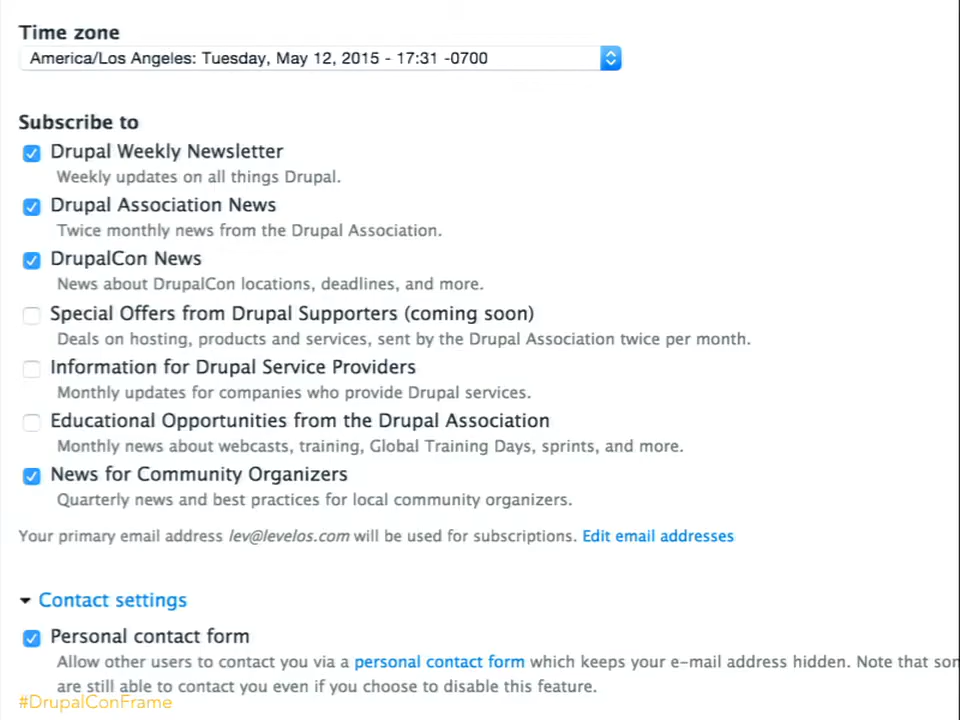 Time zone
America/Los Angeles: Tuesday, May 12, 2015 - 17:31 -0700
Subscribe to
Drupal Weekly Newsletter
Weekly updates on all things Drupal.
Drupal Association News
Twice monthly news from the Drupal Association.
DrupalCon News
News about DrupalCon locations, deadlines, and more.
Special Offers from Drupal Supporters (coming soon)
Deals on hosting, products and services, sent by the Drupal Association twice per month.
Information for Drupal Service Providers
Monthly updates for companies who provide Drupal services.
Educational Opportunities from the Drupal Association
Monthly news about webcasts, training, Global Training Days, sprints, and more.
News for Community Organizers
Quarterly news and best practices for local community organizers.
Your primary email address lev@levelos.com will be used for subscriptions. Edit email addresses
Contact settings
Personal contact form
Allow other users to contact you via a personal contact form which keeps your e-mail address hidden. Note that
are still able to contact you even if you choose to disable this feature.
#DrupalConFrame